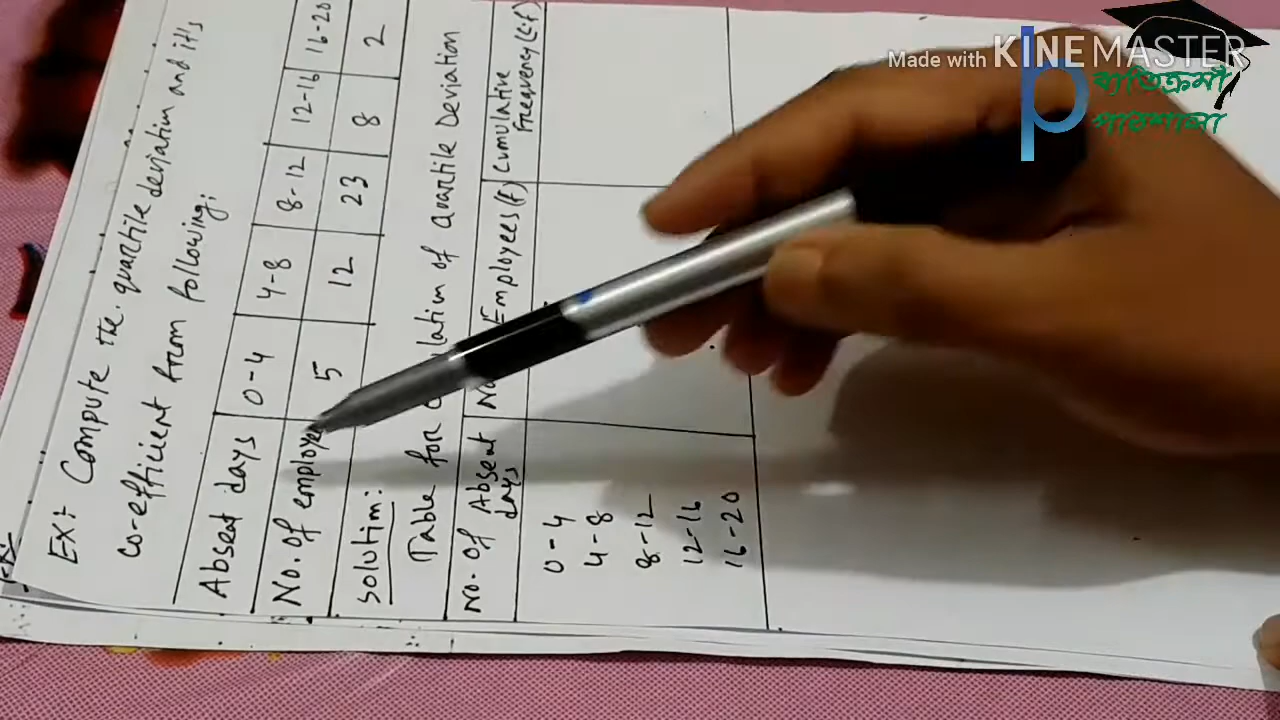 EX:- Compute the quartile deviation and it's
co-efficient from following;
Absent days 0-4 4-8 8-12 12-16 16-20
No. of employe 5 12 23 8 2
Solution:
Table for of Quartile Deviation
No. of Absent days Employees (f) Cumulative Frequency (c.f)
0-4
4-8
8-12
12-16
16-20
Made with KINEMASTER
ব্যতিক্রমী
পাঠশালা